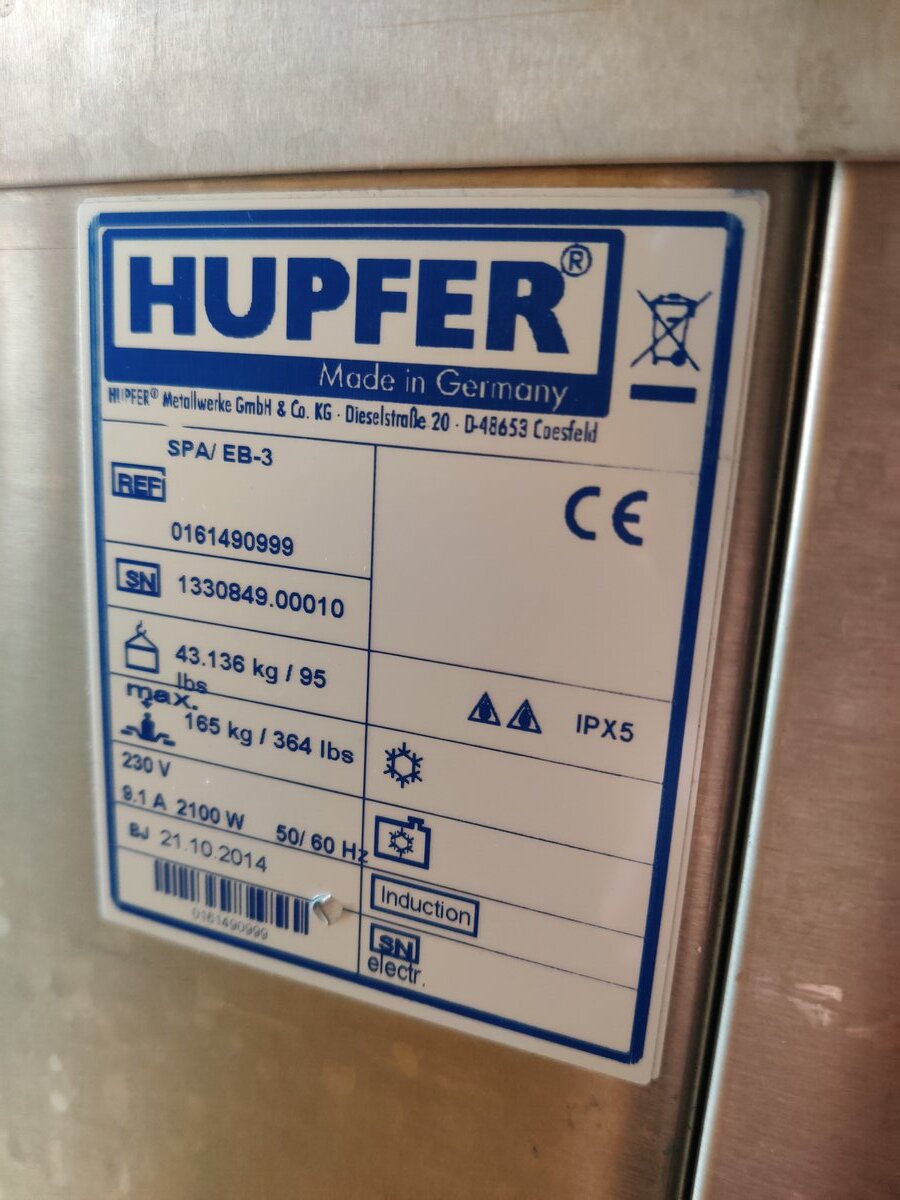 HUPFER®
Made in Germany
HUPFER® Metallwerke GmbH & Co. KG · Dieselstraße 20 · D-48653 Coesfeld
SPA/ EB-3
REF
0161490999
CE
SN 1330849.00010
43.136 kg / 95
lbs
IPX5
max.
165 kg / 364 lbs
230 V
9.1 A 2100 W 50/ 60 Hz
BJ 21.10.2014
0161490999
Induction
SN
electr.